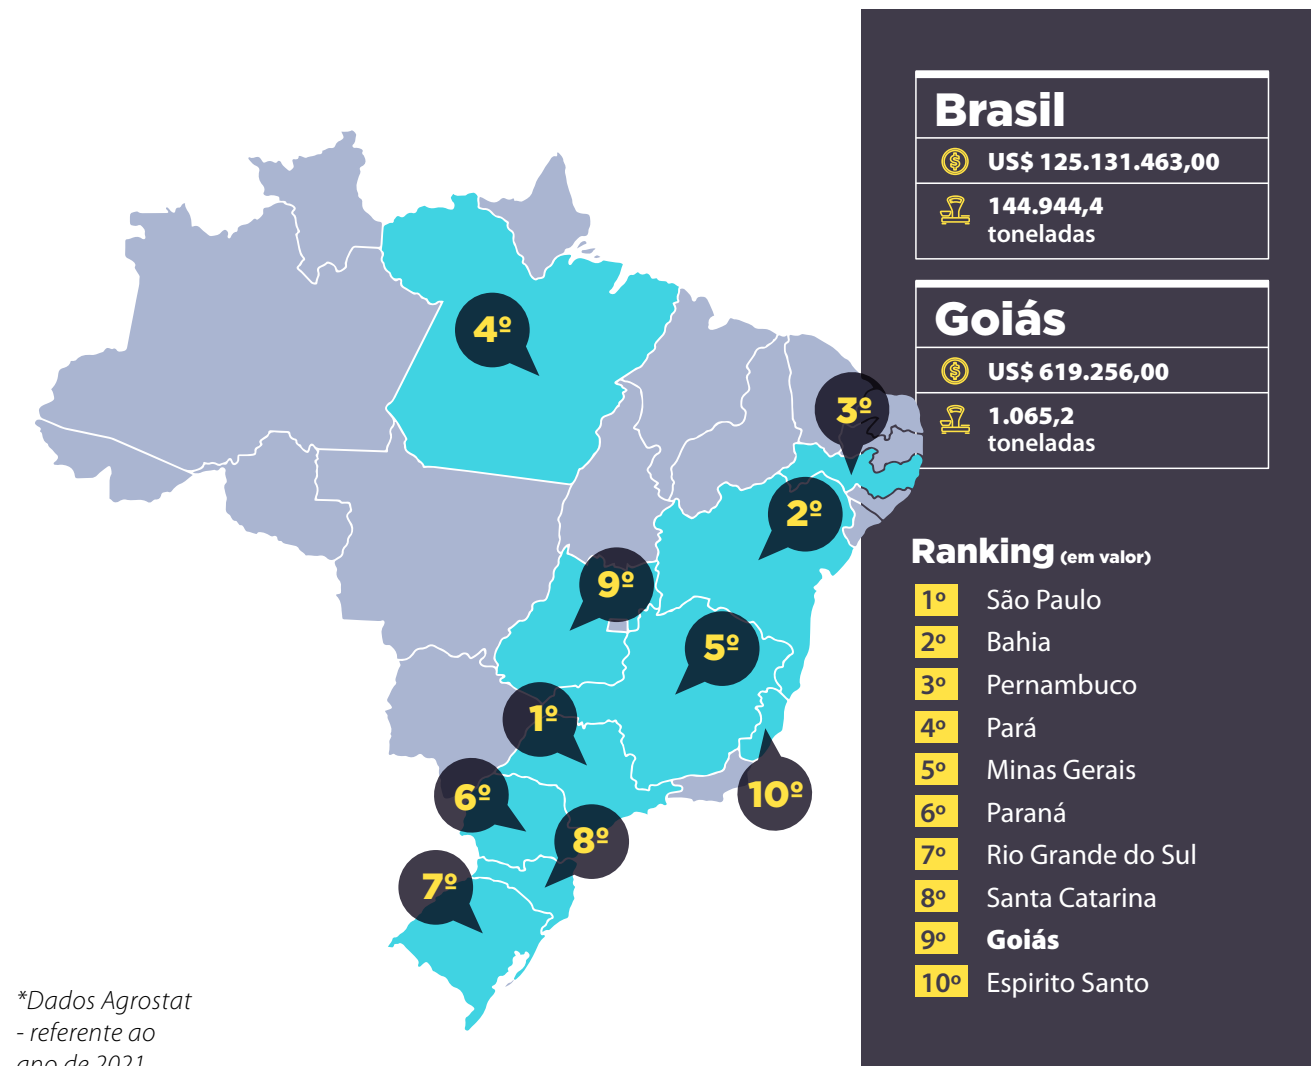 Brasil
US$ 125.131.463,00
144.944,4
toneladas
Goiás
US$ 619.256,00
1.065,2
toneladas
Ranking (em valor)
1º São Paulo
2º Bahia
3º Pernambuco
4º Pará
5º Minas Gerais
6º Paraná
7º Rio Grande do Sul
8º Santa Catarina
9º Goiás
10º Espirito Santo
4º
3º
2º
9º
5º
1º
6º
10º
8º
7º
*Dados Agrostat
- referente ao
ano de 2021